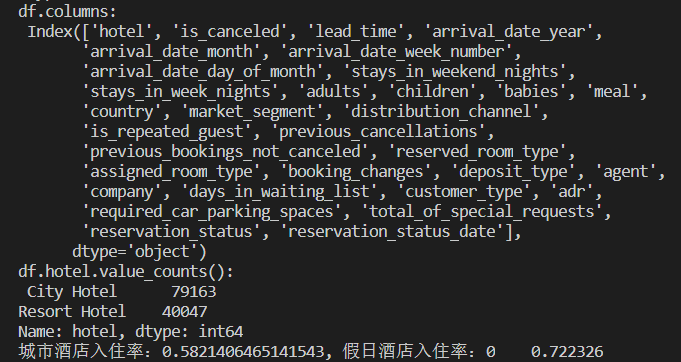 df.columns:
 Index(['hotel', 'is_canceled', 'lead_time', 'arrival_date_year',
       'arrival_date_month', 'arrival_date_week_number',
       'arrival_date_day_of_month', 'stays_in_weekend_nights',
       'stays_in_week_nights', 'adults', 'children', 'babies', 'meal',
       'country', 'market_segment', 'distribution_channel',
       'is_repeated_guest', 'previous_cancellations',
       'previous_bookings_not_canceled', 'reserved_room_type',
       'assigned_room_type', 'booking_changes', 'deposit_type', 'agent',
       'company', 'days_in_waiting_list', 'customer_type', 'adr',
       'required_car_parking_spaces', 'total_of_special_requests',
       'reservation_status', 'reservation_status_date'],
      dtype='object')
df.hotel.value_counts():
 City Hotel      79163
Resort Hotel    40047
Name: hotel, dtype: int64
城市酒店入住率：0.5821406465141543, 假日酒店入住率：0    0.722326